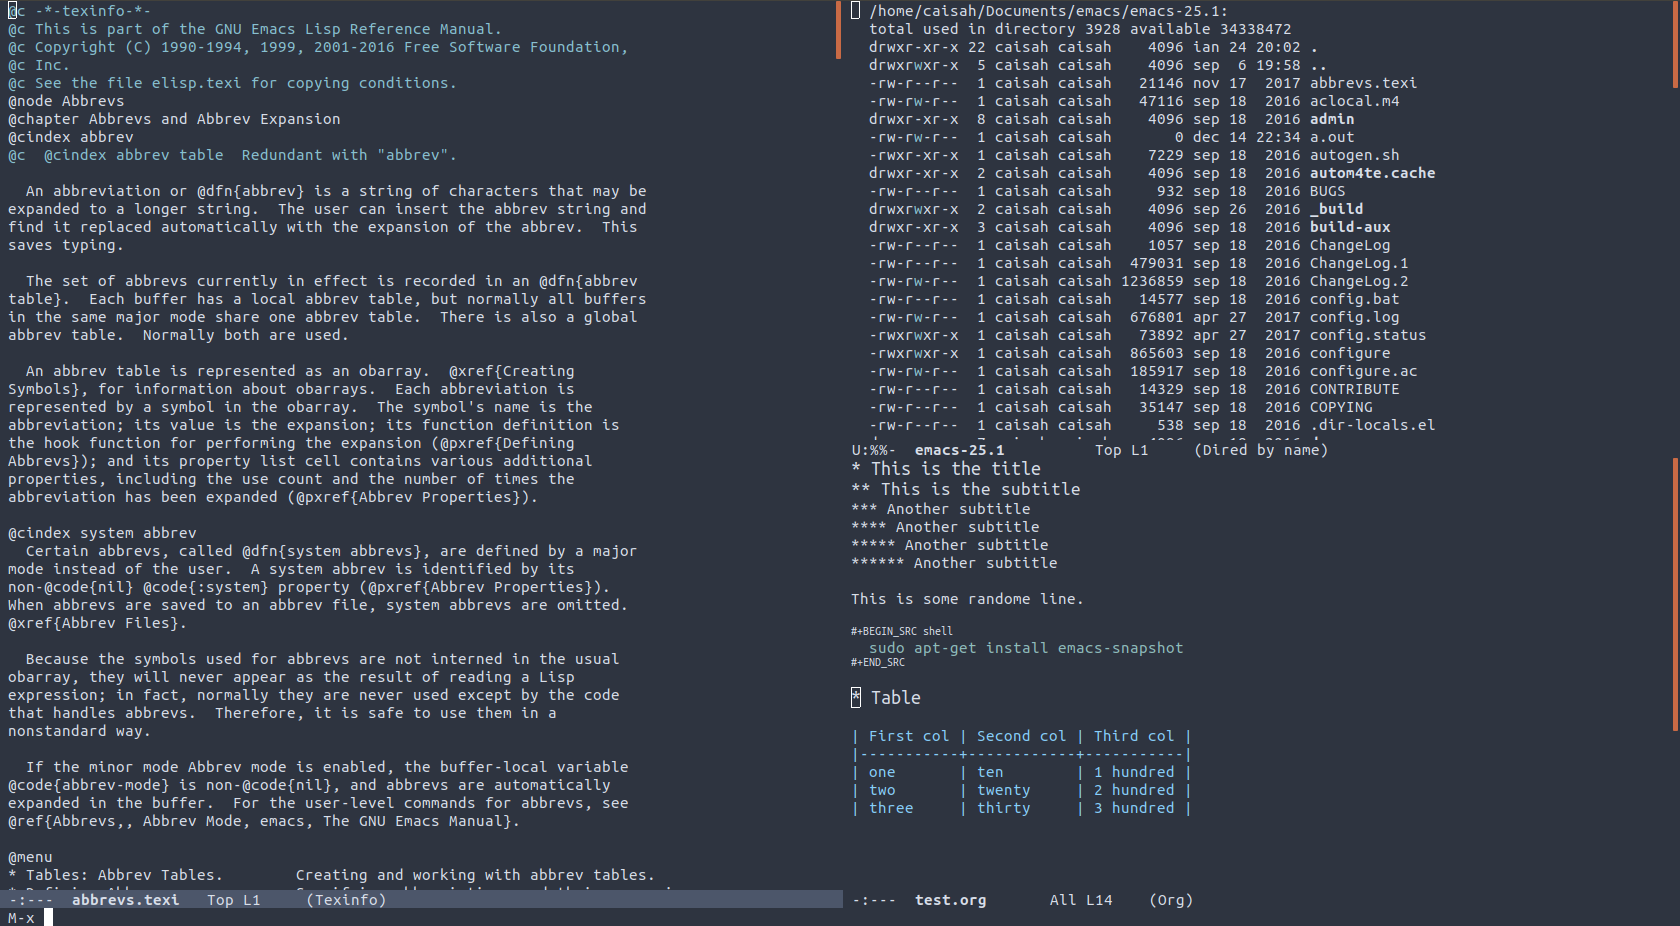 @c -*-texinfo-*-
@c This is part of the GNU Emacs Lisp Reference Manual.
@c Copyright (C) 1990-1994, 1999, 2001-2016 Free Software Foundation,
@c Inc.
@c See the file elisp.texi for copying conditions.
@node Abbrevs
@chapter Abbrevs and Abbrev Expansion
@cindex abbrev
@c  @cindex abbrev table  Redundant with "abbrev".

  An abbreviation or @dfn{abbrev} is a string of characters that may be
expanded to a longer string.  The user can insert the abbrev string and
find it replaced automatically with the expansion of the abbrev.  This
saves typing.

  The set of abbrevs currently in effect is recorded in an @dfn{abbrev
table}.  Each buffer has a local abbrev table, but normally all buffers
in the same major mode share one abbrev table.  There is also a global
abbrev table.  Normally both are used.

  An abbrev table is represented as an obarray.  @xref{Creating
Symbols}, for information about obarrays.  Each abbreviation is
represented by a symbol in the obarray.  The symbol's name is the
abbreviation; its value is the expansion; its function definition is
the hook function for performing the expansion (@pxref{Defining
Abbrevs}); and its property list cell contains various additional
properties, including the use count and the number of times the
abbreviation has been expanded (@pxref{Abbrev Properties}).

@cindex system abbrev
  Certain abbrevs, called @dfn{system abbrevs}, are defined by a major
mode instead of the user.  A system abbrev is identified by its
non-@code{nil} @code{:system} property (@pxref{Abbrev Properties}).
When abbrevs are saved to an abbrev file, system abbrevs are omitted.
@xref{Abbrev Files}.

  Because the symbols used for abbrevs are not interned in the usual
obarray, they will never appear as the result of reading a Lisp
expression; in fact, normally they are never used except by the code
that handles abbrevs.  Therefore, it is safe to use them in a
nonstandard way.

  If the minor mode Abbrev mode is enabled, the buffer-local variable
@code{abbrev-mode} is non-@code{nil}, and abbrevs are automatically
expanded in the buffer.  For the user-level commands for abbrevs, see
@ref{Abbrevs,, Abbrev Mode, emacs, The GNU Emacs Manual}.

@menu
* Tables: Abbrev Tables.        Creating and working with abbrev tables.
-:---  abbrevs.texi   Top L1     (Texinfo)
M-x
/home/caisah/Documents/emacs/emacs-25.1:
total used in directory 3928 available 34338472
drwxr-xr-x 22 caisah caisah    4096 ian 24 20:02 .
drwxrwxr-x  5 caisah caisah    4096 sep  6 19:58 ..
-rw-r--r--  1 caisah caisah   21146 nov 17  2017 abbrevs.texi
-rw-rw-r--  1 caisah caisah   47116 sep 18  2016 aclocal.m4
drwxr-xr-x  8 caisah caisah    4096 sep 18  2016 admin
-rw-rw-r--  1 caisah caisah       0 dec 14 22:34 a.out
-rwxr-xr-x  1 caisah caisah    7229 sep 18  2016 autogen.sh
drwxr-xr-x  2 caisah caisah    4096 sep 18  2016 autom4te.cache
-rw-r--r--  1 caisah caisah     932 sep 18  2016 BUGS
drwxrwxr-x  2 caisah caisah    4096 sep 26  2016 _build
drwxr-xr-x  3 caisah caisah    4096 sep 18  2016 build-aux
-rw-r--r--  1 caisah caisah    1057 sep 18  2016 ChangeLog
-rw-r--r--  1 caisah caisah  479031 sep 18  2016 ChangeLog.1
-rw-rw-r--  1 caisah caisah 1236859 sep 18  2016 ChangeLog.2
-rw-r--r--  1 caisah caisah   14577 sep 18  2016 config.bat
-rw-rw-r--  1 caisah caisah  676801 apr 27  2017 config.log
-rwxrwxr-x  1 caisah caisah   73892 apr 27  2017 config.status
-rwxrwxr-x  1 caisah caisah  865603 sep 18  2016 configure
-rw-rw-r--  1 caisah caisah  185917 sep 18  2016 configure.ac
-rw-r--r--  1 caisah caisah   14329 sep 18  2016 CONTRIBUTE
-rw-r--r--  1 caisah caisah   35147 sep 18  2016 COPYING
-rw-r--r--  1 caisah caisah     538 sep 18  2016 .dir-locals.el
U:%%-  emacs-25.1          Top L1     (Dired by name)
* This is the title
** This is the subtitle
*** Another subtitle
**** Another subtitle
***** Another subtitle
****** Another subtitle

This is some randome line.

#+BEGIN_SRC shell
  sudo apt-get install emacs-snapshot
#+END_SRC

* Table

| First col | Second col | Third col |
|-----------+------------+-----------|
| one       | ten        | 1 hundred |
| two       | twenty     | 2 hundred |
| three     | thirty     | 3 hundred |
-:---  test.org       All L14    (Org)